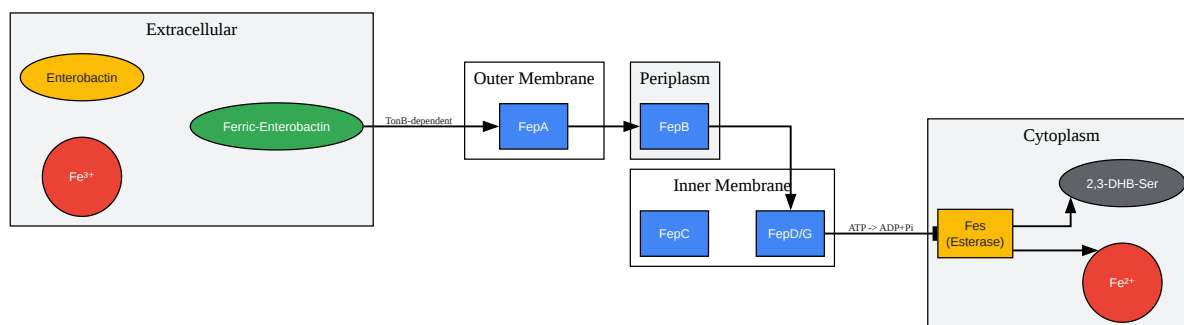 Extracellular
Enterobactin
Fe³⁺
Ferric-Enterobactin
TonB-dependent
Outer Membrane
FepA
Periplasm
FepB
Inner Membrane
FepC
FepD/G
ATP -> ADP+Pi
Cytoplasm
Fes
(Esterase)
2,3-DHB-Ser
Fe²⁺